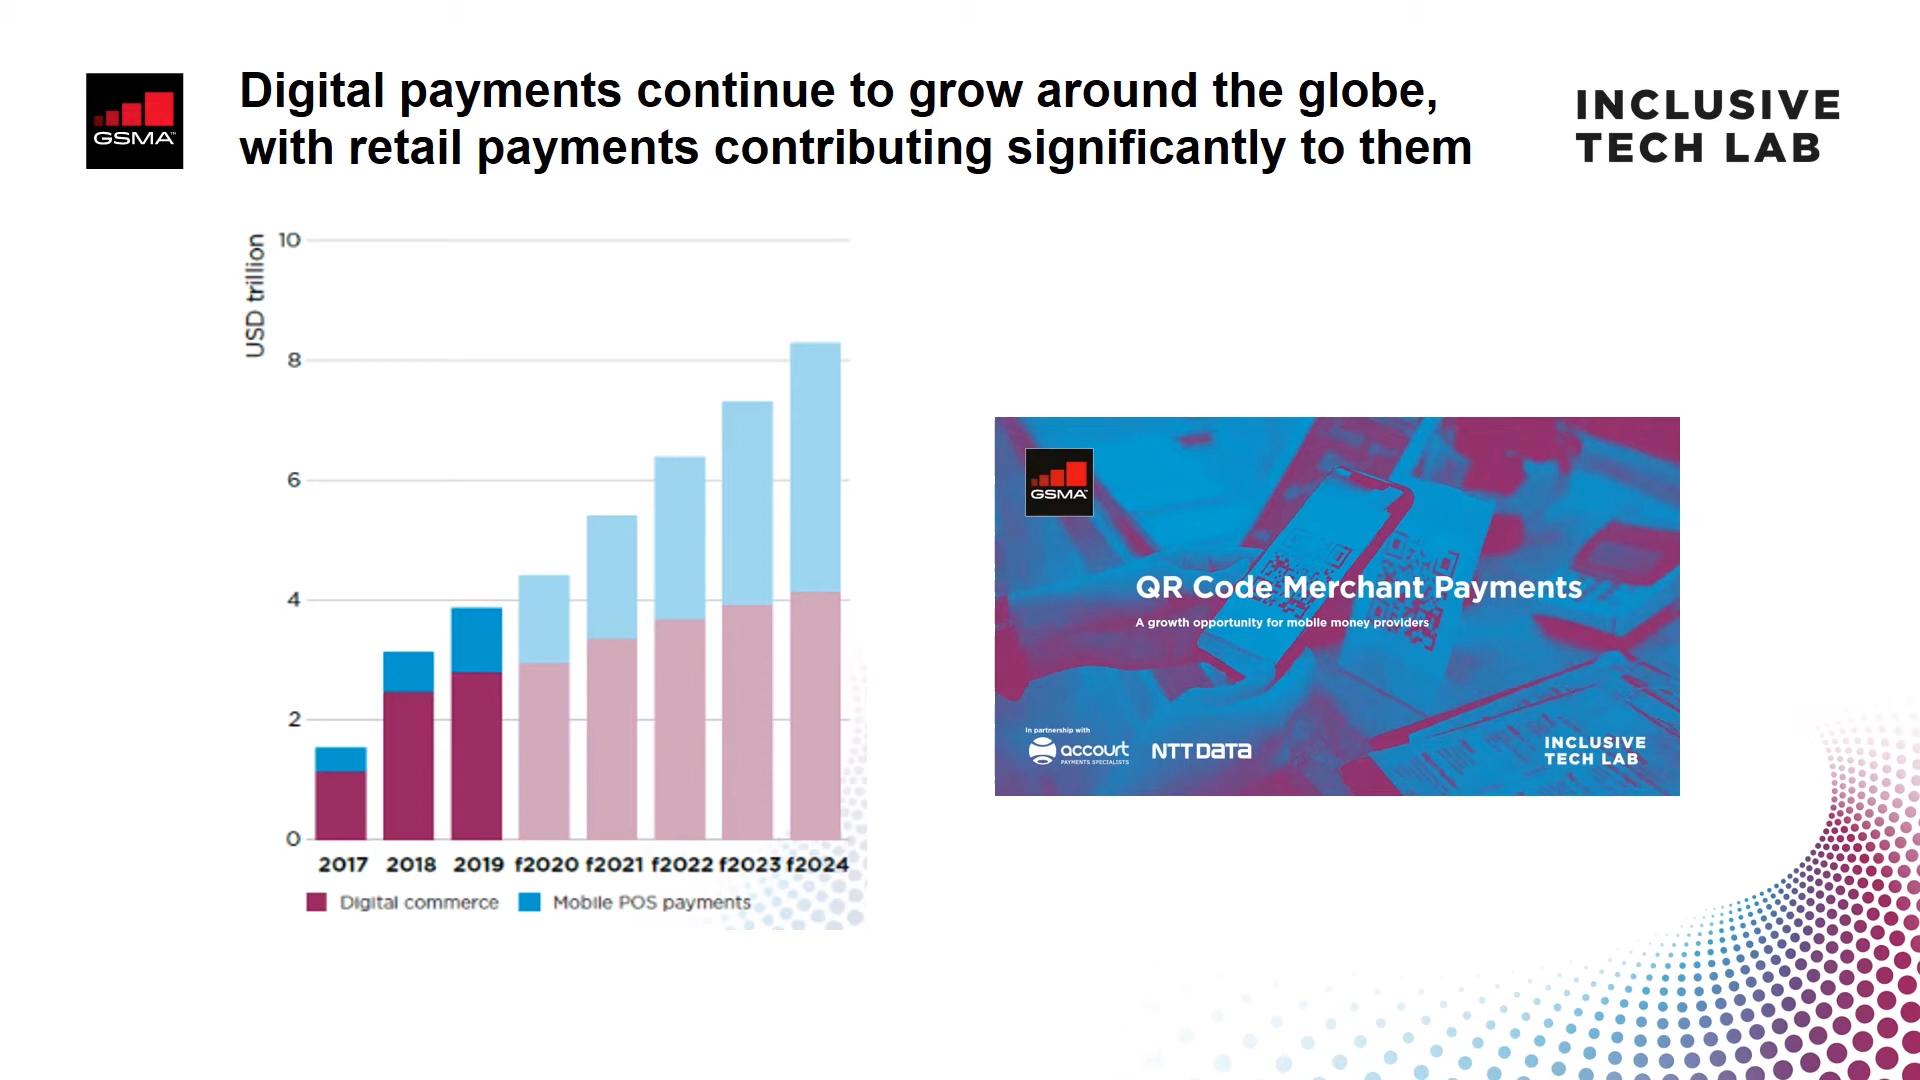 GSMA™
Digital payments continue to grow around the globe,
with retail payments contributing significantly to them
INCLUSIVE
TECH LAB
USD trillion
10
8
6
4
2
0
2017 2018 2019 f2020 f2021 f2022 f2023 f2024
Digital commerce Mobile POS payments
GSMA™
QR Code Merchant Payments
A growth opportunity for mobile money providers
In partnership with
accourt
PAYMENTS SPECIALISTS
NTT DATA
INCLUSIVE
TECH LAB